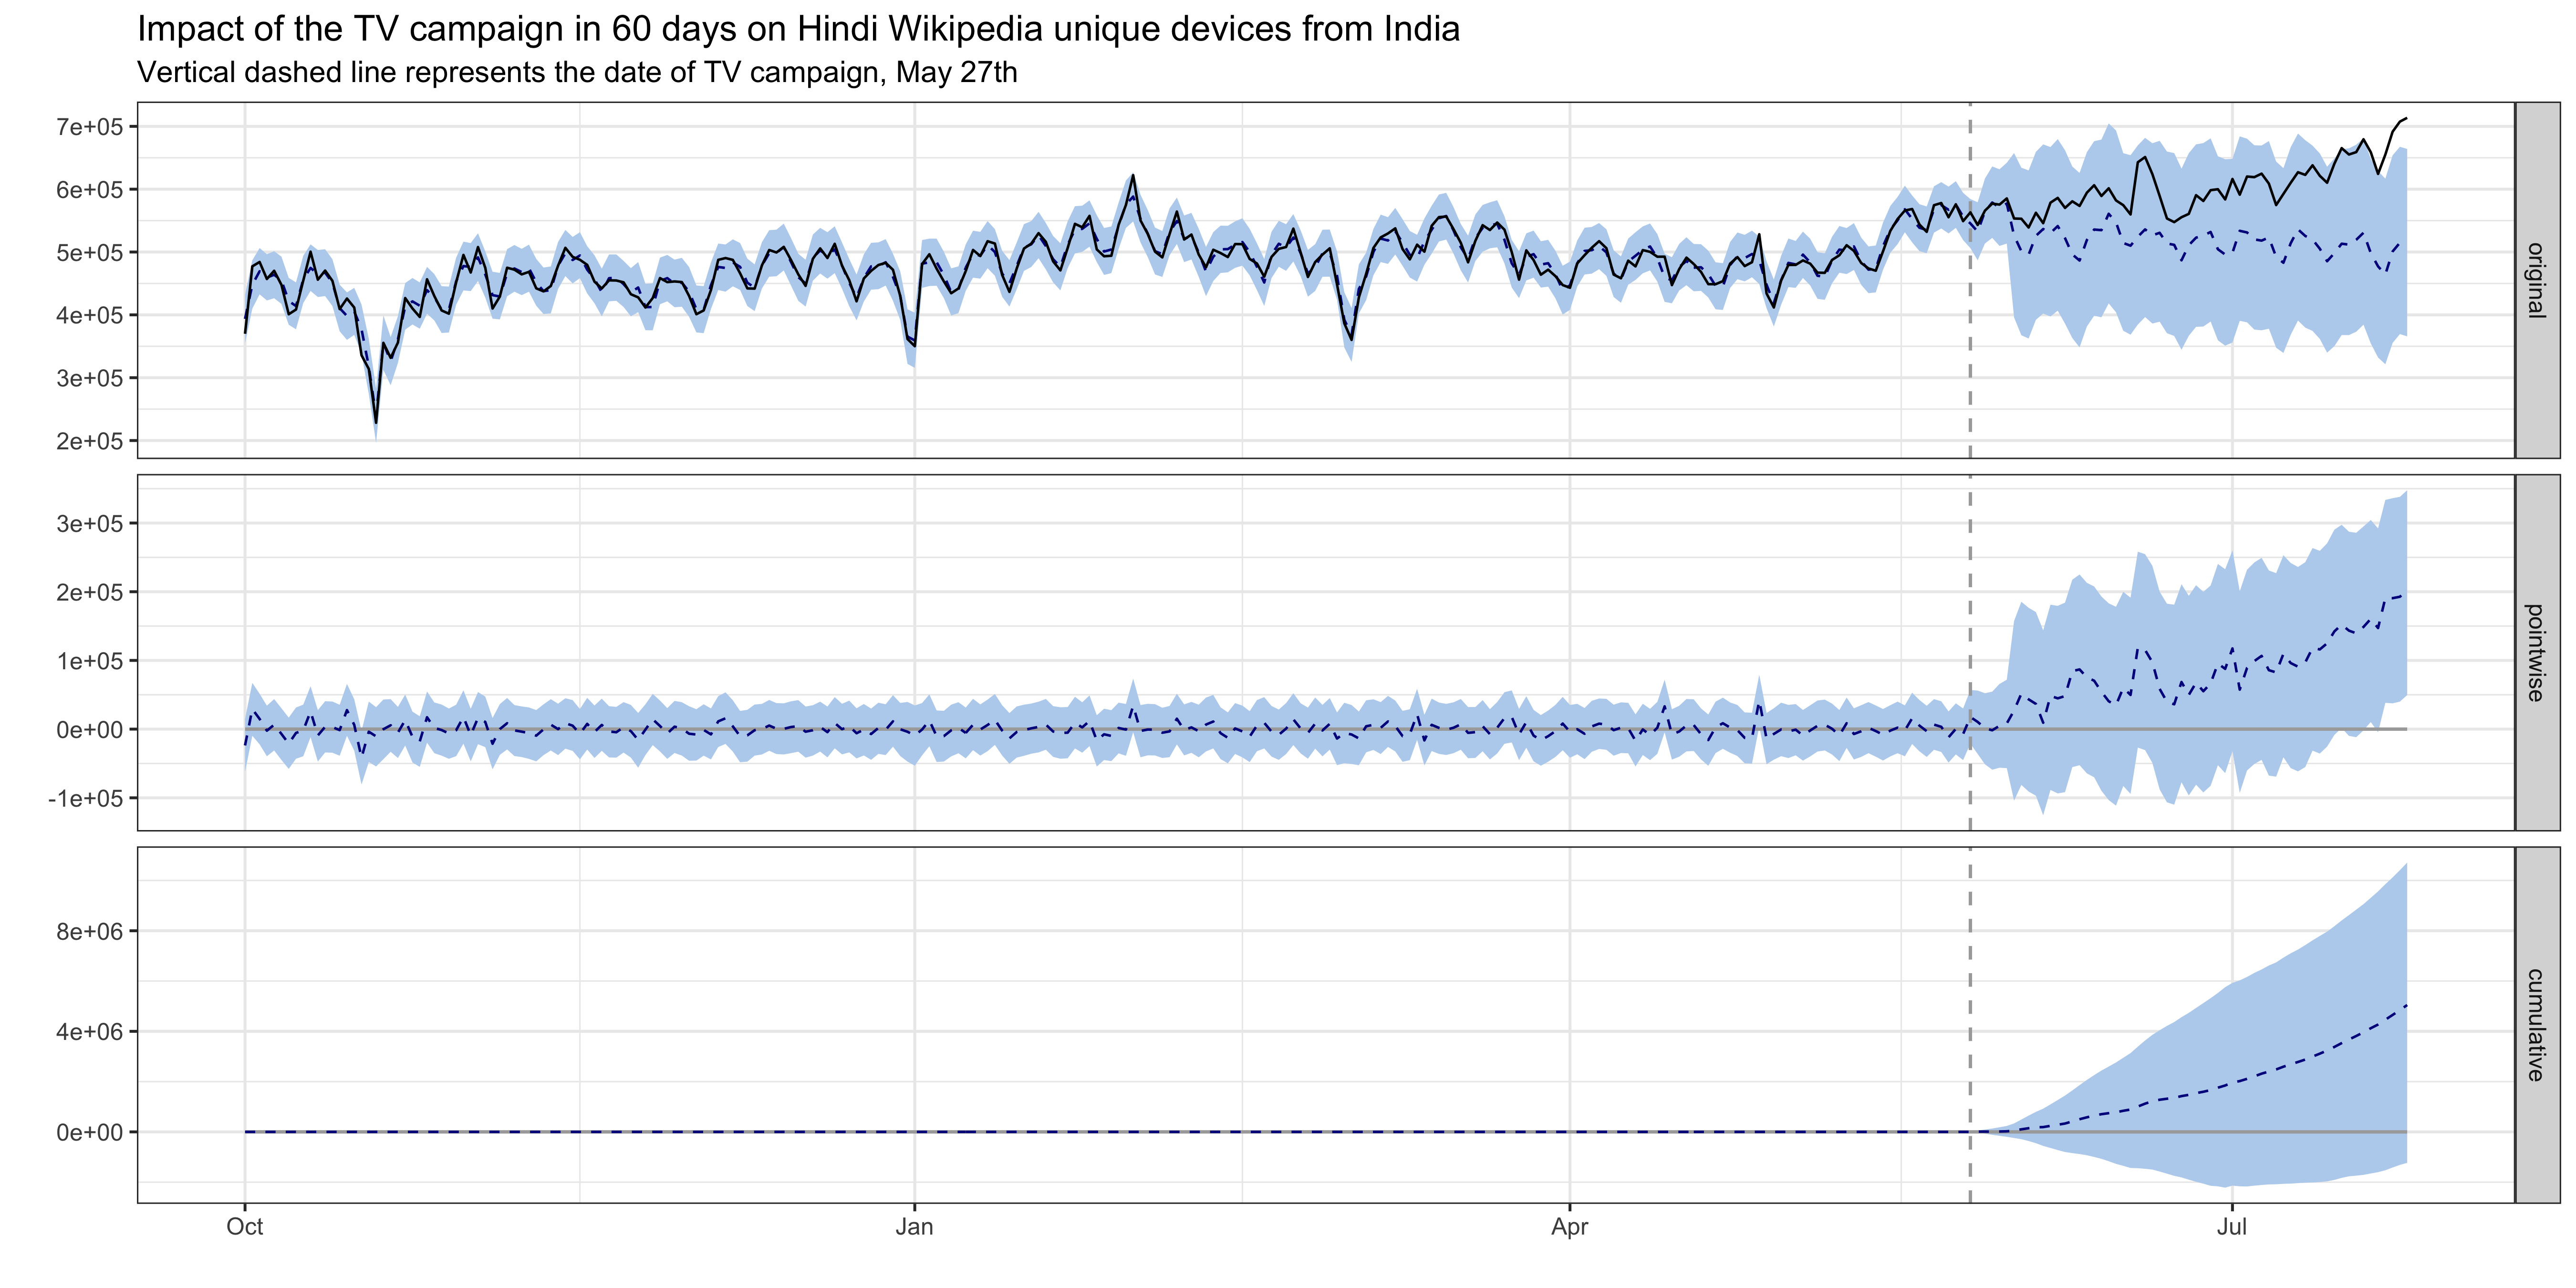 Impact of the TV campaign in 60 days on Hindi Wikipedia unique devices from India
Vertical dashed line represents the date of TV campaign, May 27th
7e+05
6e+05
5e+05
4e+05
3e+05
2e+05
original
3e+05
2e+05
1e+05
0e+00
-1e+05
pointwise
8e+06
4e+06
0e+00
cumulative
Oct Jan Apr Jul